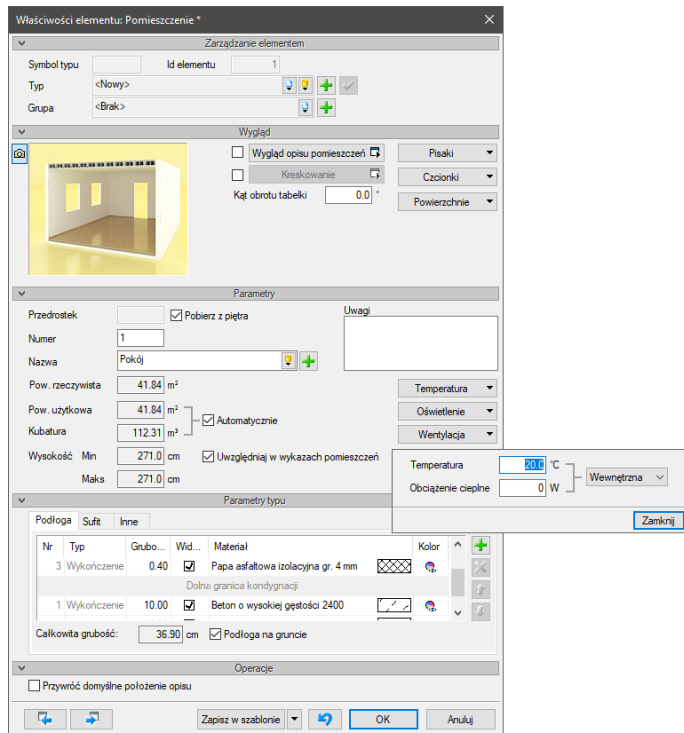 Właściwości elementu: Pomieszczenie *
Zarządzanie elementem
Symbol typu Id elementu 1
Typ <Nowy>
Grupa <Brak>
Wygląd
Wygląd opisu pomieszczeń Pisaki
Kreskowanie Czcionki
Kąt obrotu tabelki 0.0 ° Powierzchnie
Parametry
Przedrostek Pobierz z piętra Uwagi
Numer 1
Nazwa Pokój
Pow. rzeczywista 41.84 m² Temperatura
Pow. użytkowa 41.84 m² Automatycznie Oświetlenie
Kubatura 112.31 m³ Wentylacja
Wysokość Min 271.0 cm Uwzględniaj w wykazach pomieszczeń
Maks 271.0 cm
Temperatura 20.0 °C Wewnętrzna
Obciążenie cieplne 0 W
Zamknij
Parametry typu
Podłoga Sufit Inne
Nr Typ Grubo... Wid... Materiał Kolor
3 Wykończenie 0.40 Papa asfaltowa izolacyjna gr. 4 mm
Dolna granica kondygnacji
1 Wykończenie 10.00 Beton o wysokiej gęstości 2400
Całkowita grubość: 36.90 cm Podłoga na gruncie
Operacje
Przywróć domyślne położenie opisu
Zapisz w szablonie OK Anuluj